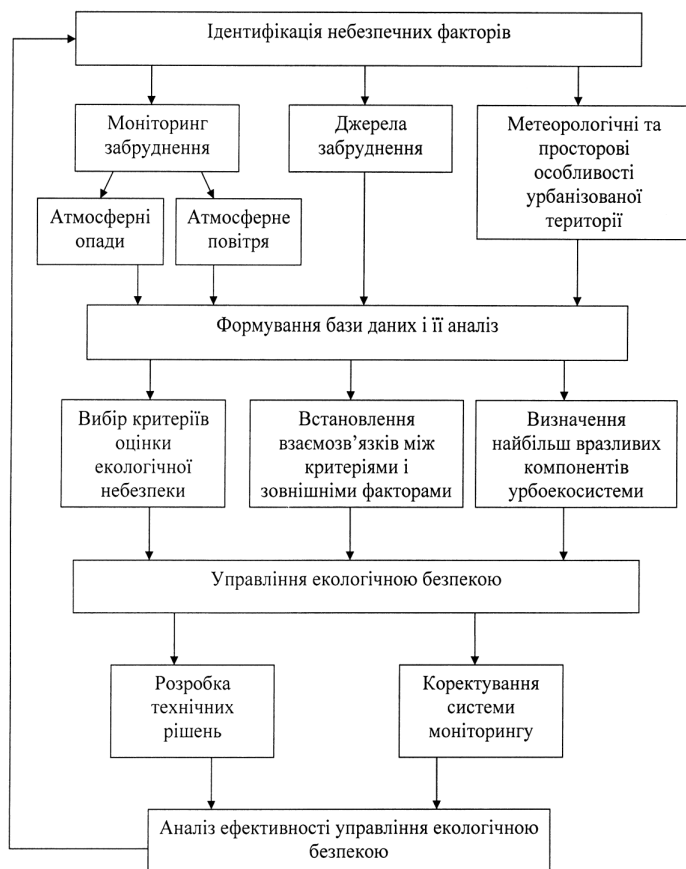 Ідентифікація небезпечних факторів
Моніторинг
забруднення
Джерела
забруднення
Метеорологічні та
просторові
особливості
урбанізованої
території
Атмосферні
опади
Атмосферне
повітря
Формування бази даних і її аналіз
Вибір критеріїв
оцінки
екологічної
небезпеки
Встановлення
взаємозв’язків між
критеріями і
зовнішніми факторами
Визначення
найбільш вразливих
компонентів
урбоекосистеми
Управління екологічною безпекою
Розробка
технічних
рішень
Коректування
системи
моніторингу
Аналіз ефективності управління екологічною
безпекою